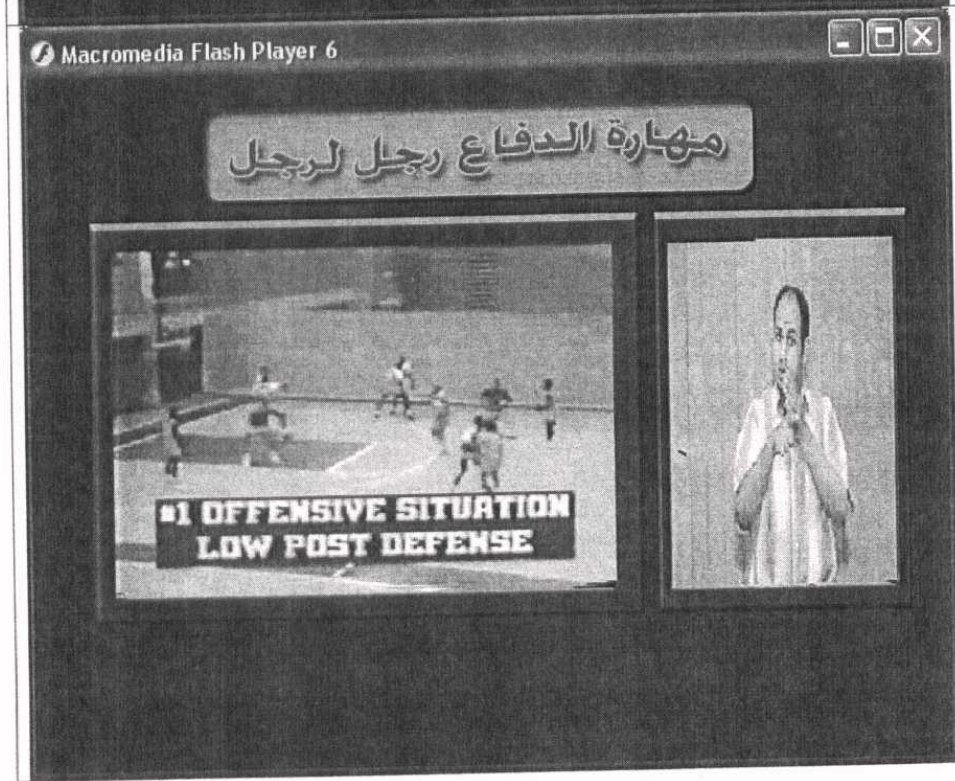 Macromedia Flash Player 6
مهارة الدفاع رجل لرجل
#1 OFFENSIVE SITUATION
LOW POST DEFENSE